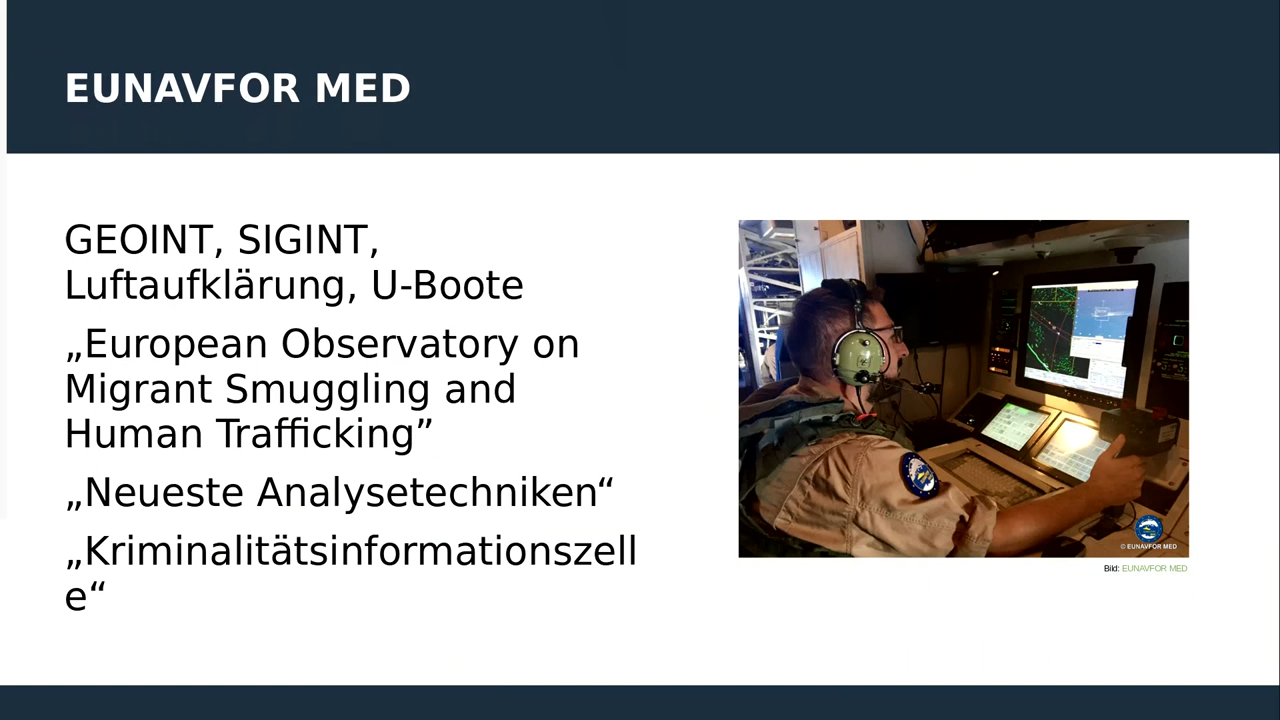 EUNAVFOR MED
GEOINT, SIGINT,
Luftaufklärung, U-Boote
„European Observatory on
Migrant Smuggling and
Human Trafficking”
„Neueste Analysetechniken“
„Kriminalitätsinformationszell
e“
© EUNAVFOR MED
Bild: EUNAVFOR MED